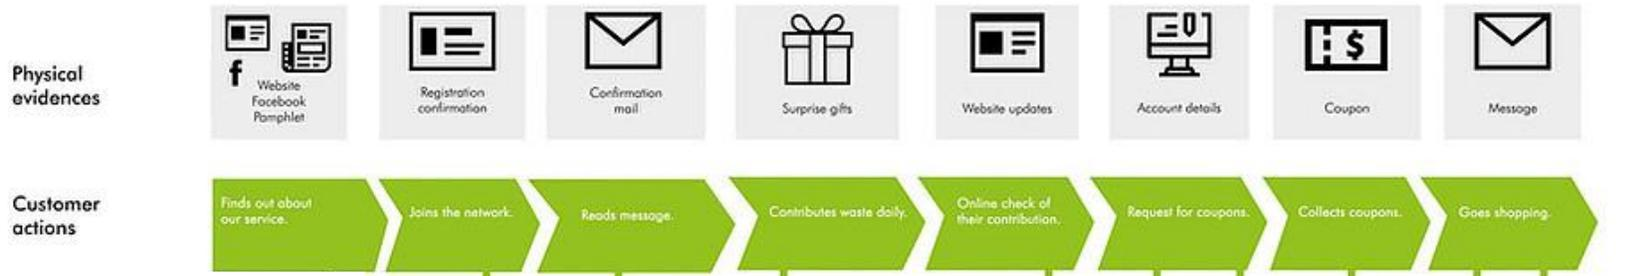 Physical
evidences
Website
Facebook
Pamphlet
Registration
confirmation
Confirmation
mail
Surprise gifts
Website updates
Account details
Coupon
Message
Customer
actions
Finds out about
our service.
Joins the network.
Reads message.
Contributes waste daily.
Online check of
their contribution.
Request for coupons.
Collects coupons.
Goes shopping.
f
$